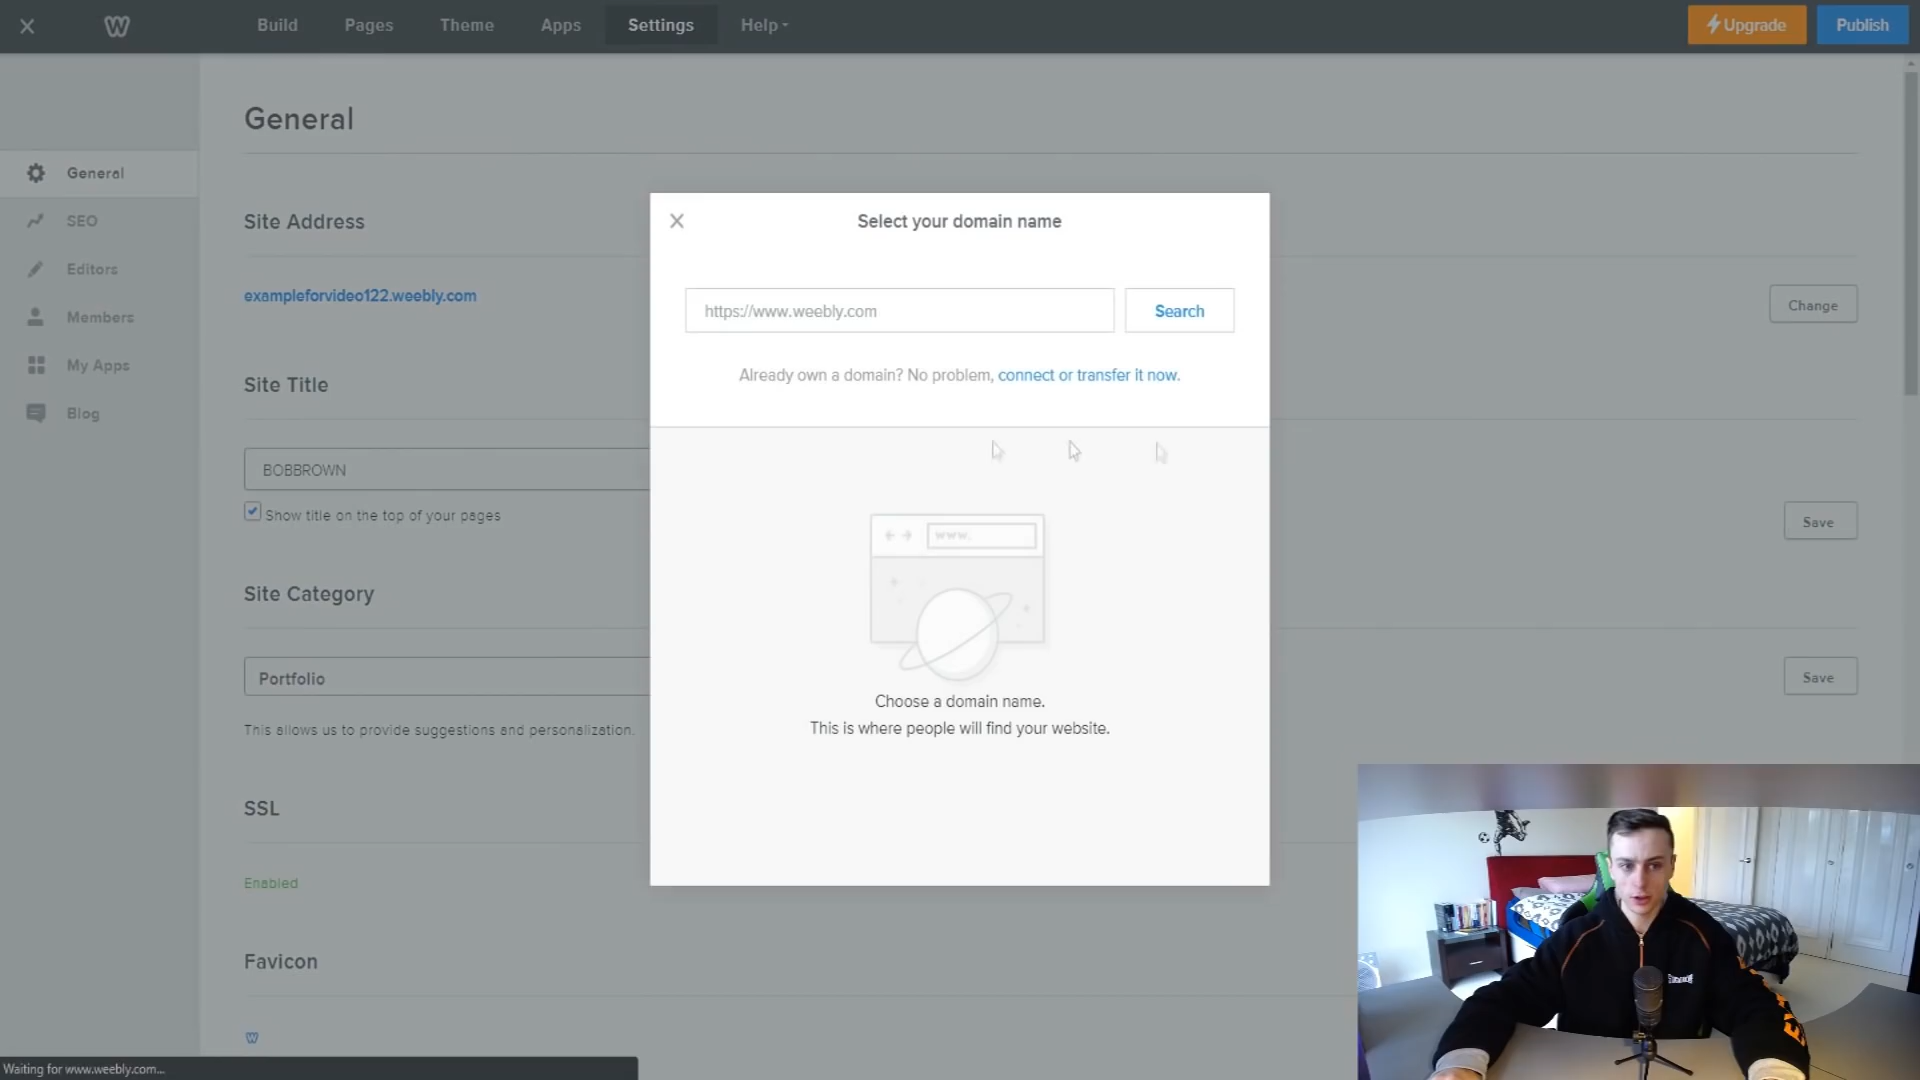 Build
Pages
Theme
Apps
Settings
Help
Upgrade
Publish
General
General
SEO
Editors
Members
My Apps
Blog
Site Address
exampleforvideo122.weebly.com
Change
Site Title
BOBBROWN
Show title on the top of your pages
Save
Site Category
Portfolio
Save
This allows us to provide suggestions and personalization.
SSL
Enabled
Favicon
Select your domain name
https://www.weebly.com
Search
Already own a domain? No problem, connect or transfer it now.
www.
Choose a domain name.
This is where people will find your website.
Waiting for www.weebly.com...